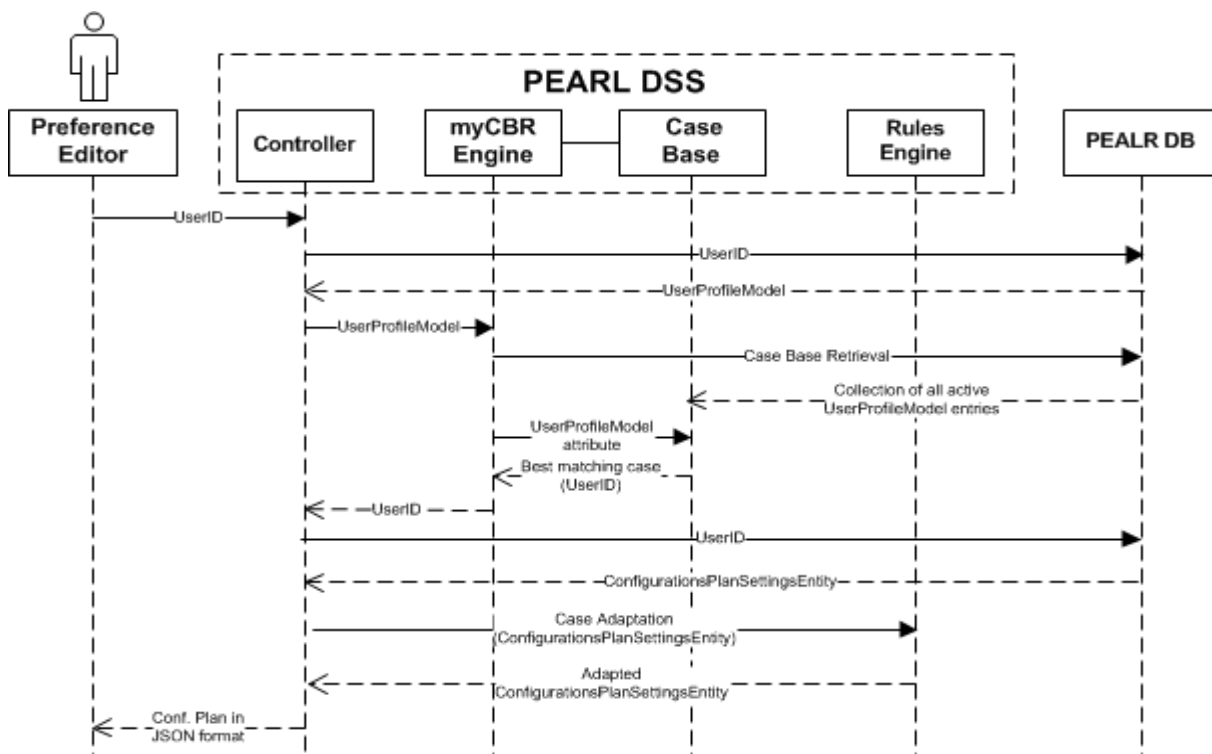 PEARL DSS
Preference
Editor
Controller
myCBR
Engine
Case
Base
Rules
Engine
PEALR DB
UserID
UserID
UserProfileModel
UserProfileModel
Case Base Retrieval
Collection of all active
UserProfileModel entries
UserProfileModel
attribute
Best matching case
(UserID)
UserID
UserID
ConfigurationsPlanSettingsEntity
Case Adaptation
(ConfigurationsPlanSettingsEntity)
Adapted
ConfigurationsPlanSettingsEntity
Conf. Plan in
JSON format